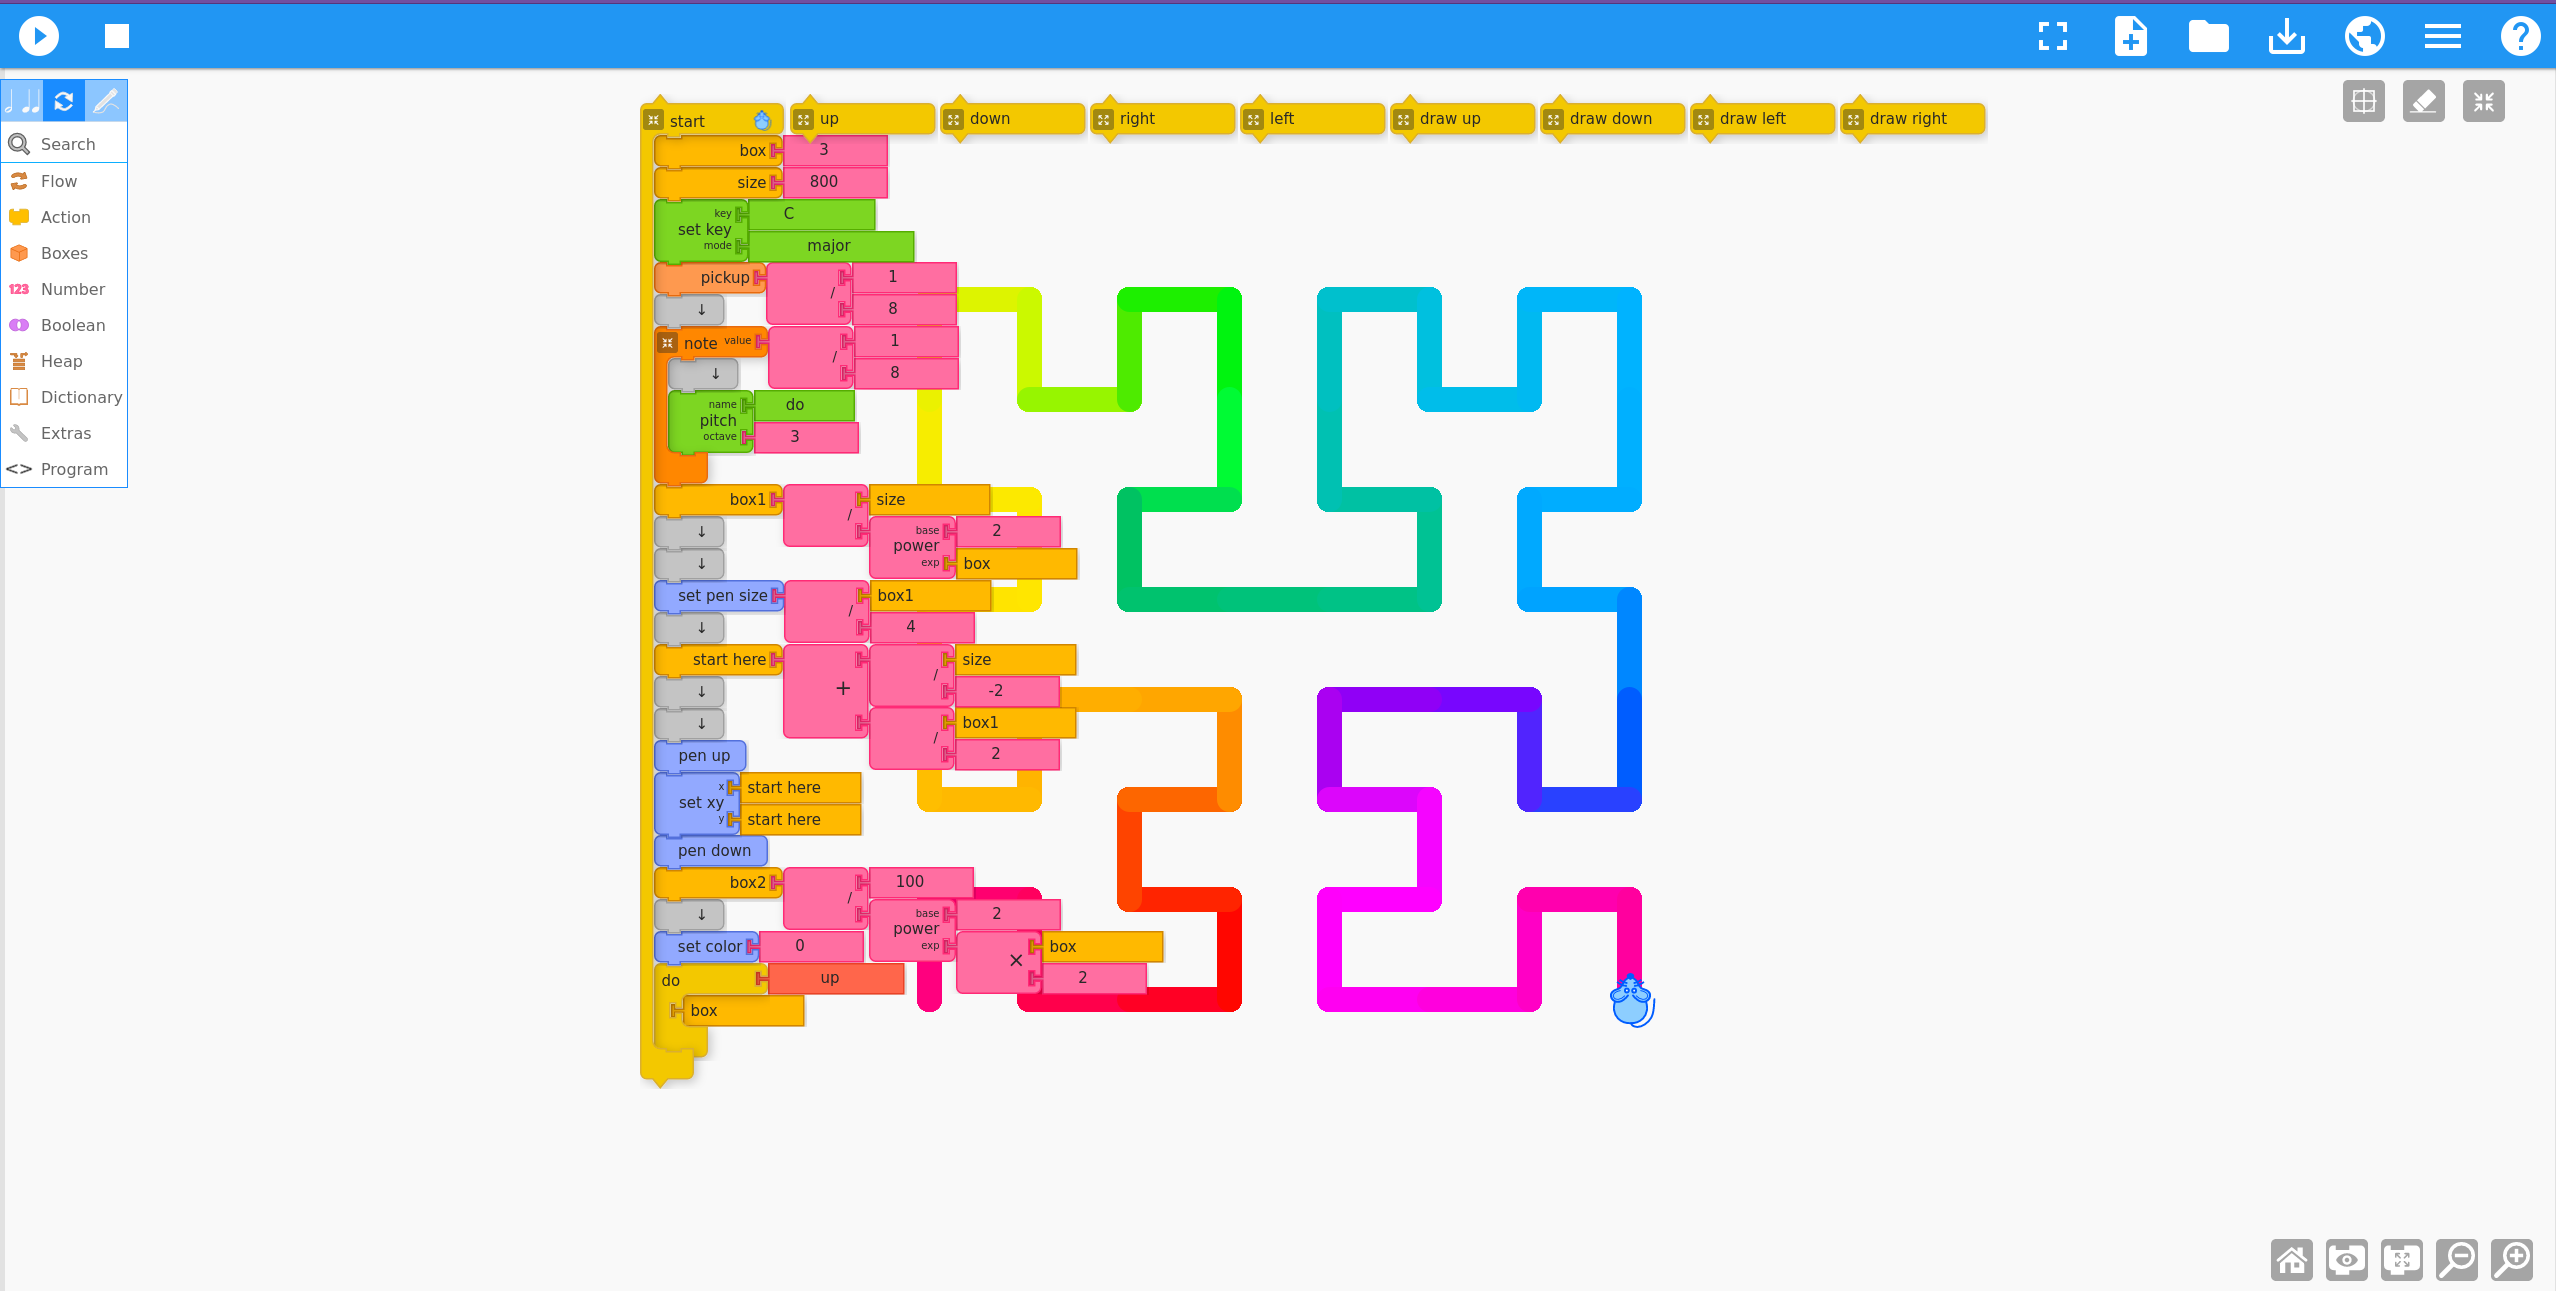 start
up
down
right
left
draw up
draw down
draw left
draw right
Search
Flow
Action
Boxes
123 Number
Boolean
Heap
Dictionary
Extras
<> Program
box 3
size 800
key C
set key
mode major
pickup / 1
↓ 8
note value / 1
↓ 8
name do
pitch
octave 3
box1 / size
↓ base 2
power
↓ exp box
set pen size / box1
↓ 4
start here + / size
↓ -2
↓ / box1
pen up 2
x start here
set xy
y start here
pen down
box2 / 100
↓ base 2
power
set color 0 exp × box
do up 2
box